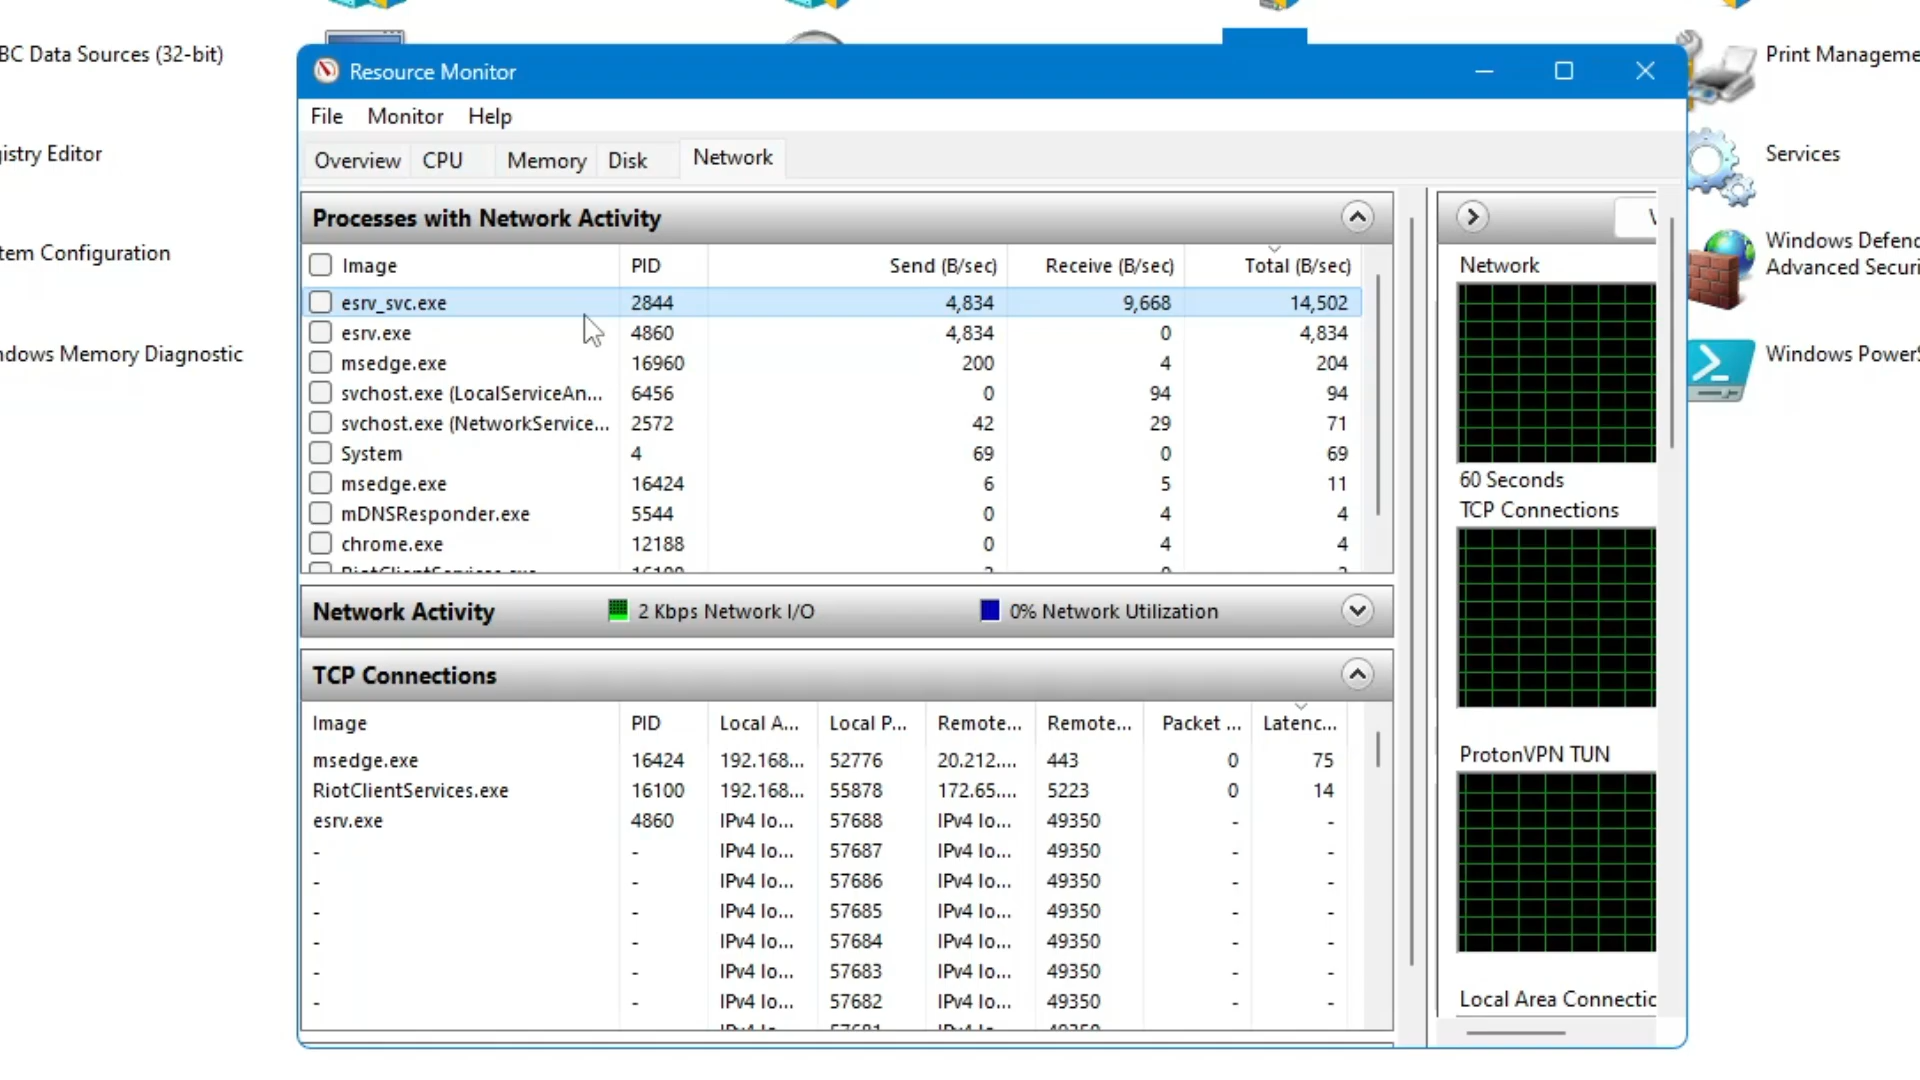 BC Data Sources (32-bit)
Print Manageme
Resource Monitor
File Monitor Help
istry Editor
Services
Overview CPU Memory Disk Network
Processes with Network Activity
Image PID Send (B/sec) Receive (B/sec) Total (B/sec)
Network
tem Configuration
Windows Defenc
Advanced Securi
esrv_svc.exe 2844 4,834 9,668 14,502
esrv.exe 4860 4,834 0 4,834
ndows Memory Diagnostic
Windows PowerS
msedge.exe 16960 200 4 204
svchost.exe (LocalServiceAn... 6456 0 94 94
svchost.exe (NetworkService... 2572 42 29 71
System 4 69 0 69
msedge.exe 16424 6 5 11
60 Seconds
mDNSResponder.exe 5544 0 4 4
TCP Connections
chrome.exe 12188 0 4 4
Network Activity 2 Kbps Network I/O 0% Network Utilization
TCP Connections
Image PID Local A... Local P... Remote... Remote... Packet ... Latenc...
msedge.exe 16424 192.168... 52776 20.212.... 443 0 75
ProtonVPN TUN
RiotClientServices.exe 16100 192.168... 55878 172.65.... 5223 0 14
esrv.exe 4860 IPv4 lo... 57688 IPv4 lo... 49350 - -
- - IPv4 lo... 57687 IPv4 lo... 49350 - -
- - IPv4 lo... 57686 IPv4 lo... 49350 - -
- - IPv4 lo... 57685 IPv4 lo... 49350 - -
- - IPv4 lo... 57684 IPv4 lo... 49350 - -
- - IPv4 lo... 57683 IPv4 lo... 49350 - -
- - IPv4 lo... 57682 IPv4 lo... 49350 - -
Local Area Connectic